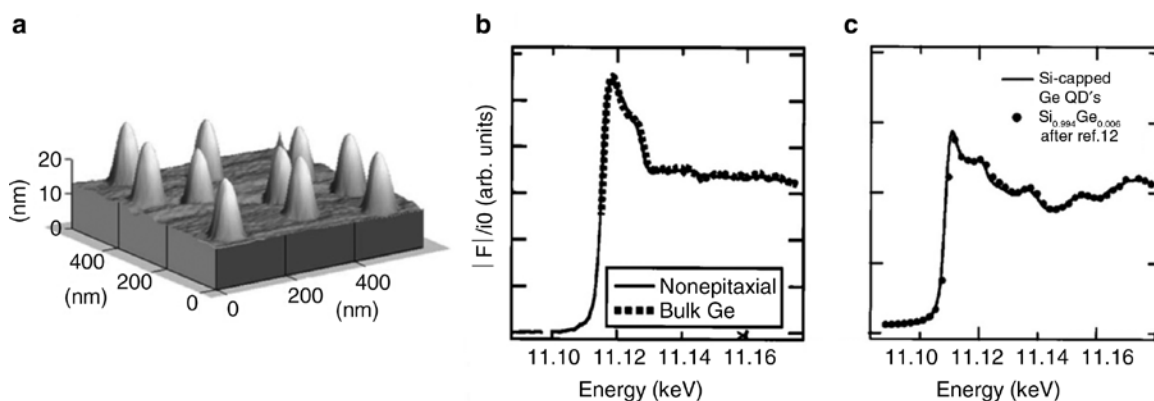 a
20
10
0
(nm)
400
200
0
(nm)
0
200
400
(nm)
b
|F|/i0 (arb. units)
Nonepitaxial
Bulk Ge
11.10 11.12 11.14 11.16
Energy (keV)
c
Si-capped
Ge QD's
Si0.994Ge0.006
after ref.12
11.10 11.12 11.14 11.16
Energy (keV)